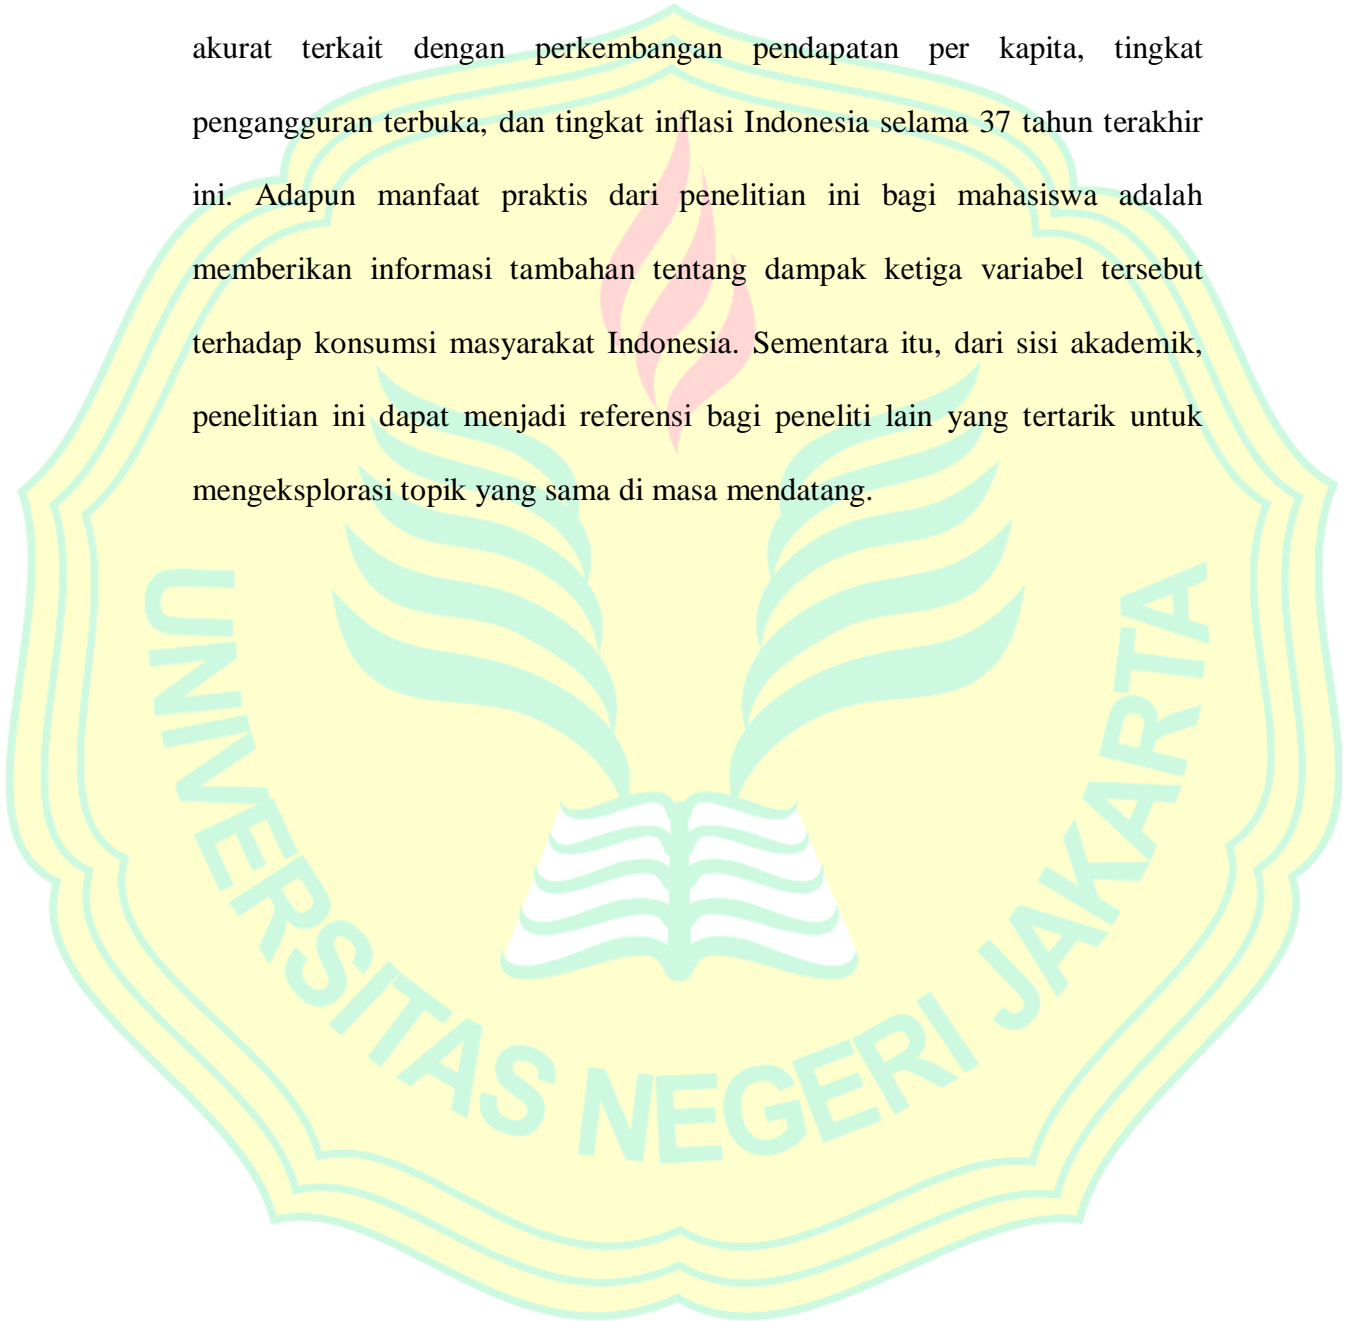 akurat terkait dengan perkembangan pendapatan per kapita, tingkat
pengangguran terbuka, dan tingkat inflasi Indonesia selama 37 tahun terakhir
ini. Adapun manfaat praktis dari penelitian ini bagi mahasiswa adalah
memberikan informasi tambahan tentang dampak ketiga variabel tersebut
terhadap konsumsi masyarakat Indonesia. Sementara itu, dari sisi akademik,
penelitian ini dapat menjadi referensi bagi peneliti lain yang tertarik untuk
mengeksplorasi topik yang sama di masa mendatang.
UNIVERSITAS NEGERI JAKARTA